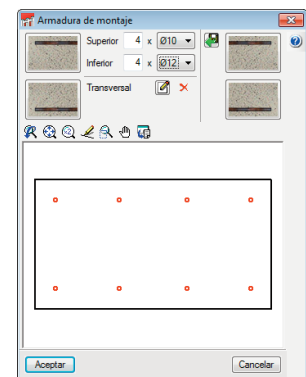 Armadura de montaje
Superior 4 x Ø10
Inferior 4 x Ø12
Transversal
Aceptar Cancelar